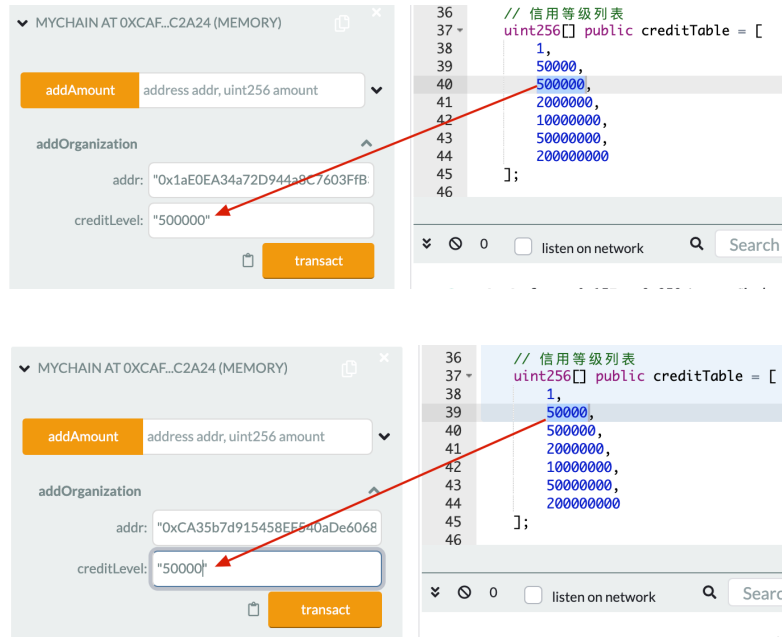 MYCHAIN AT 0XCAF...C2A24 (MEMORY)
addAmount address addr, uint256 amount
addOrganization
addr: "0x1aE0EA34a72D944a8C7603FfB
creditLevel: "500000"
transact
36 // 信用等级列表
37 uint256[] public creditTable = [
38 1,
39 50000,
40 500000,
41 2000000,
42 10000000,
43 50000000,
44 200000000
45 ];
46
0 listen on network Search
MYCHAIN AT 0XCAF...C2A24 (MEMORY)
addAmount address addr, uint256 amount
addOrganization
addr: "0xCA35b7d915458EF540aDe6068
creditLevel: "50000"
transact
36 // 信用等级列表
37 uint256[] public creditTable = [
38 1,
39 50000,
40 500000,
41 2000000,
42 10000000,
43 50000000,
44 200000000
45 ];
46
0 listen on network Searc